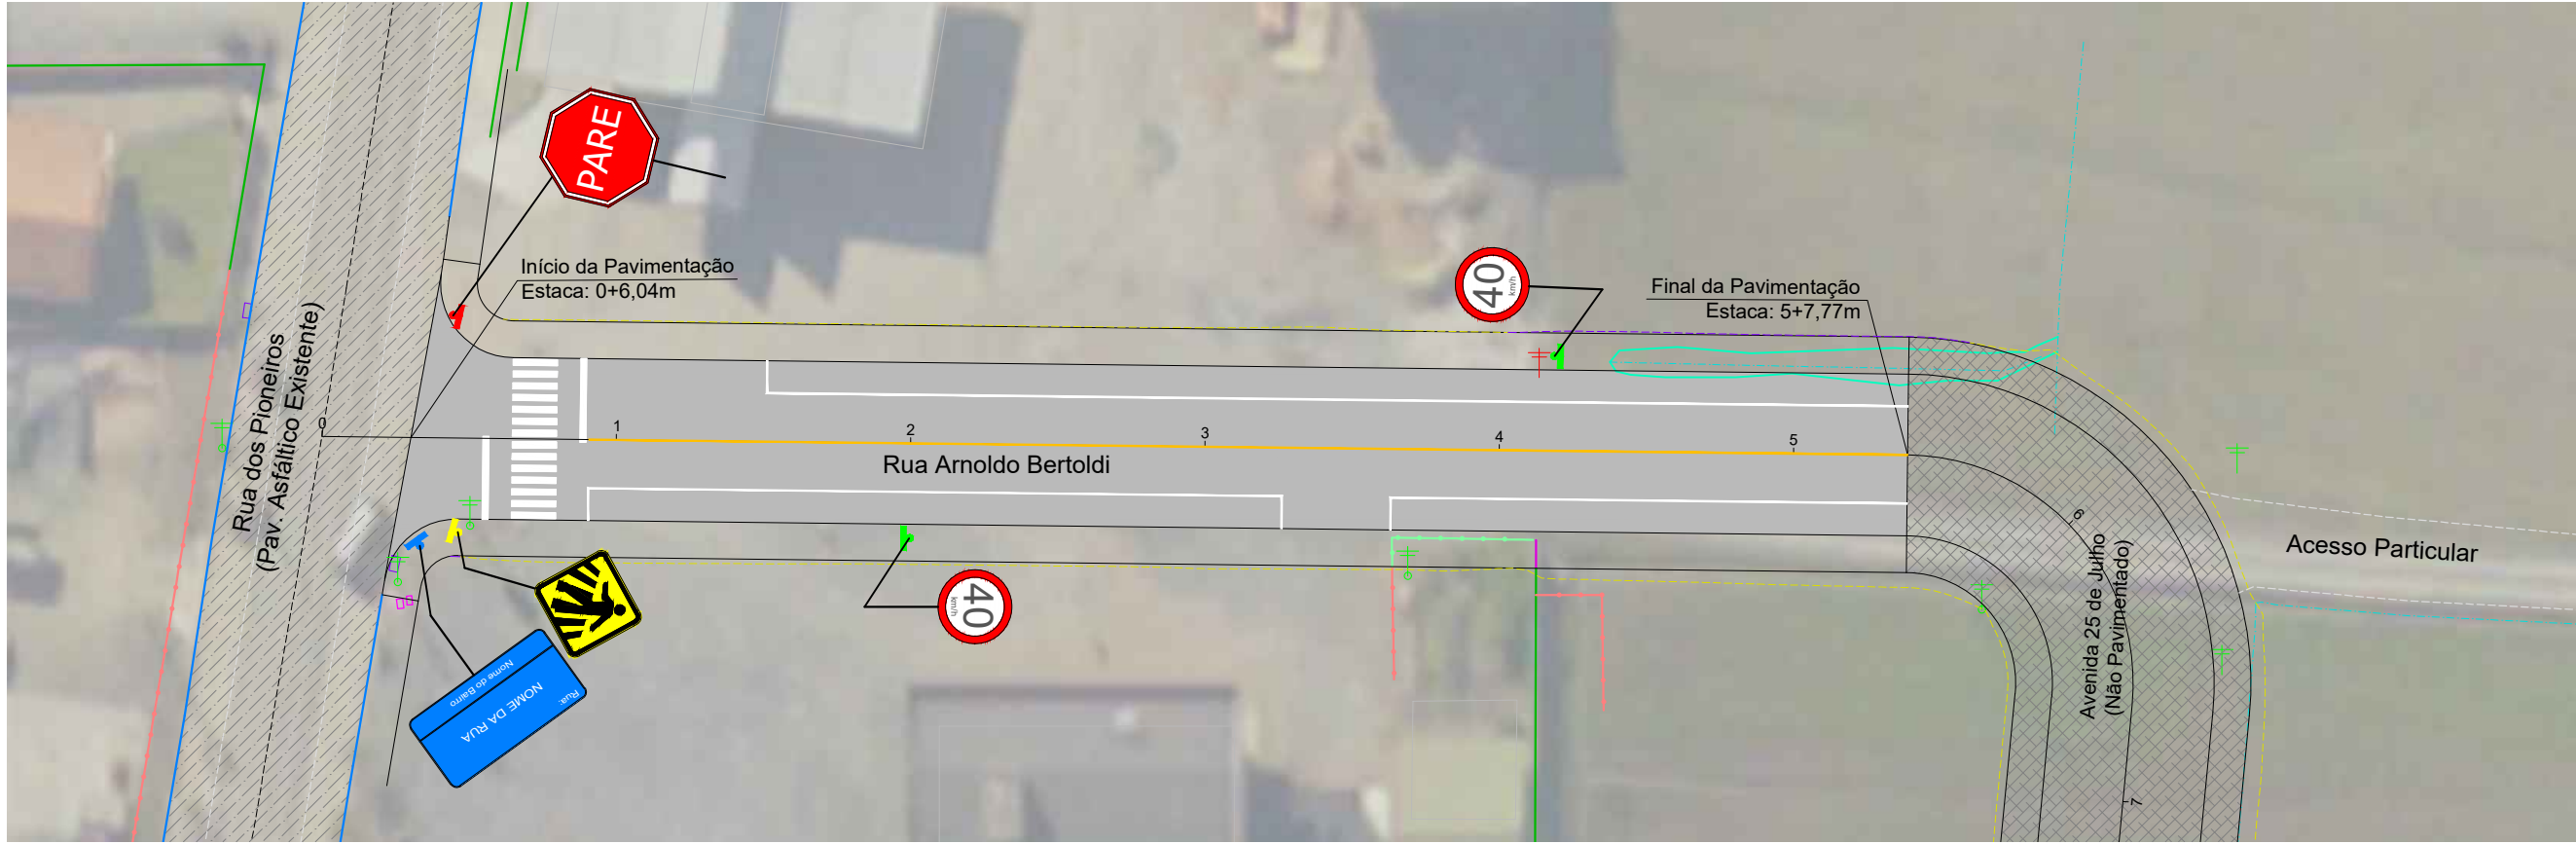 PARE
Início da Pavimentação
Estaca: 0+6,04m
40
km/h
Final da Pavimentação
Estaca: 5+7,77m
Rua dos Pioneiros
(Pav. Asfáltico Existente)
0
1
2
3
4
5
6
7
Rua Arnoldo Bertoldi
Acesso Particular
Avenida 25 de Julho
(Não Pavimentado)
40
km/h
Nome do Bairro
Rua:
NOME DA RUA